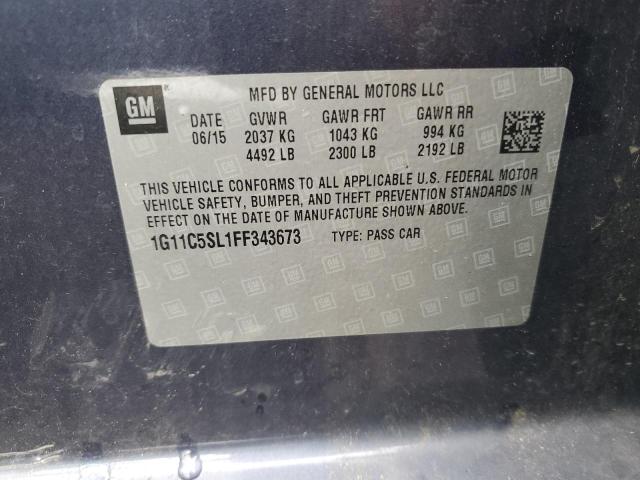 GM
MFD BY GENERAL MOTORS LLC
DATE GVWR GAWR FRT GAWR RR
06/15 2037 KG 1043 KG 994 KG
4492 LB 2300 LB 2192 LB
THIS VEHICLE CONFORMS TO ALL APPLICABLE U.S. FEDERAL MOTOR
VEHICLE SAFETY, BUMPER, AND THEFT PREVENTION STANDARDS IN
EFFECT ON THE DATE OF MANUFACTURE SHOWN ABOVE.
1G11C5SL1FF343673 TYPE: PASS CAR